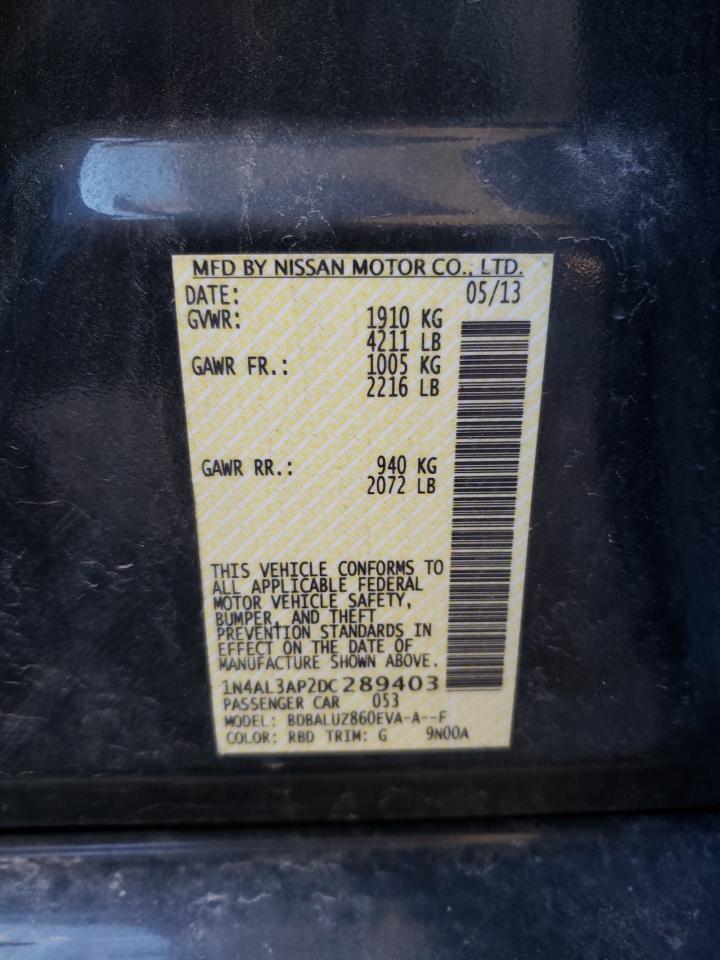 MFD BY NISSAN MOTOR CO., LTD.
DATE: 05/13
GVWR: 1910 KG
4211 LB
GAWR FR.: 1005 KG
2216 LB
GAWR RR.: 940 KG
2072 LB
THIS VEHICLE CONFORMS TO
ALL APPLICABLE FEDERAL
MOTOR VEHICLE SAFETY,
BUMPER, AND THEFT
PREVENTION STANDARDS IN
EFFECT ON THE DATE OF
MANUFACTURE SHOWN ABOVE.
1N4AL3AP2DC289403
PASSENGER CAR 053
MODEL: BDBALUZ860EVA-A--F
COLOR: RBD TRIM: G 9N00A